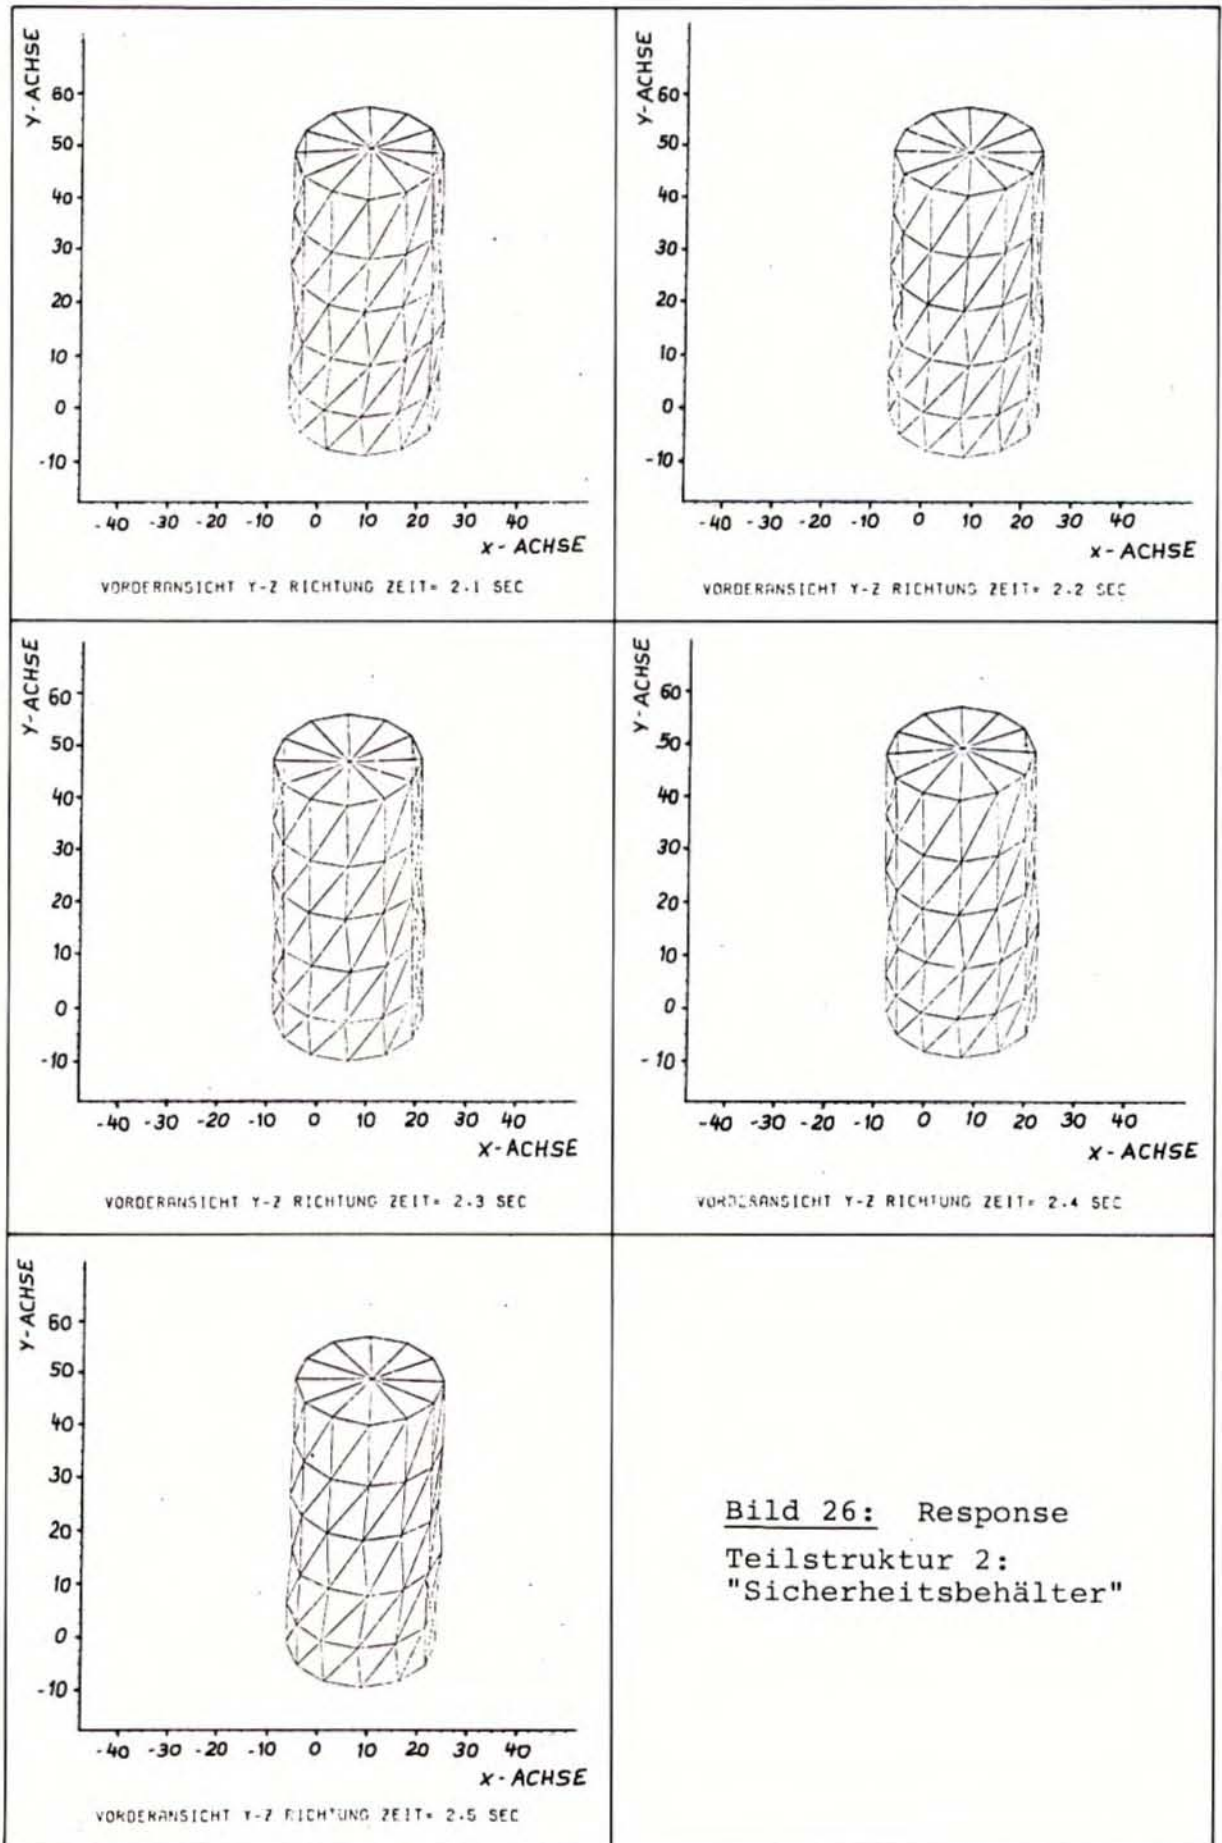 Y-ACHSE
60
50
40
30
20
10
0
-10
-40 -30 -20 -10 0 10 20 30 40
X-ACHSE
VORDERANSICHT Y-Z RICHTUNG ZEIT= 2.1 SEC
Y-ACHSE
60
50
40
30
20
10
0
-10
-40 -30 -20 -10 0 10 20 30 40
X-ACHSE
VORDERANSICHT Y-Z RICHTUNG ZEIT= 2.2 SEC
Y-ACHSE
60
50
40
30
20
10
0
-10
-40 -30 -20 -10 0 10 20 30 40
X-ACHSE
VORDERANSICHT Y-Z RICHTUNG ZEIT= 2.3 SEC
Y-ACHSE
60
50
40
30
20
10
0
-10
-40 -30 -20 -10 0 10 20 30 40
X-ACHSE
VORDERANSICHT Y-Z RICHTUNG ZEIT= 2.4 SEC
Y-ACHSE
60
50
40
30
20
10
0
-10
-40 -30 -20 -10 0 10 20 30 40
X-ACHSE
VORDERANSICHT Y-Z RICHTUNG ZEIT= 2.5 SEC
Bild 26: Response
Teilstruktur 2:
"Sicherheitsbehälter"